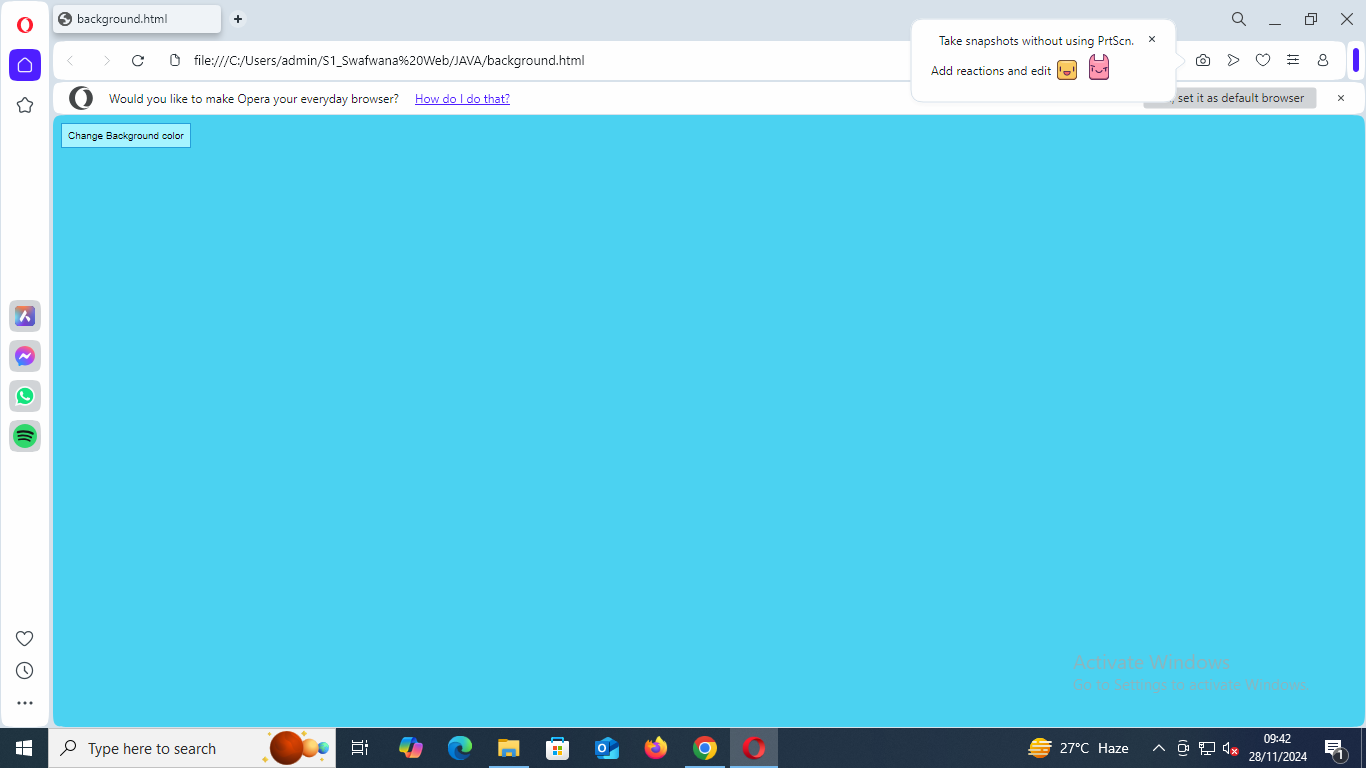 background.html
Take snapshots without using PrtScn.
file:///C:/Users/admin/S1_Swafwana%20Web/JAVA/background.html
Add reactions and edit
Would you like to make Opera your everyday browser? How do I do that?
, set it as default browser
Change Background color
Activate Windows
Go to Settings to activate Windows.
Type here to search
27°C Haze
09:42
28/11/2024
1